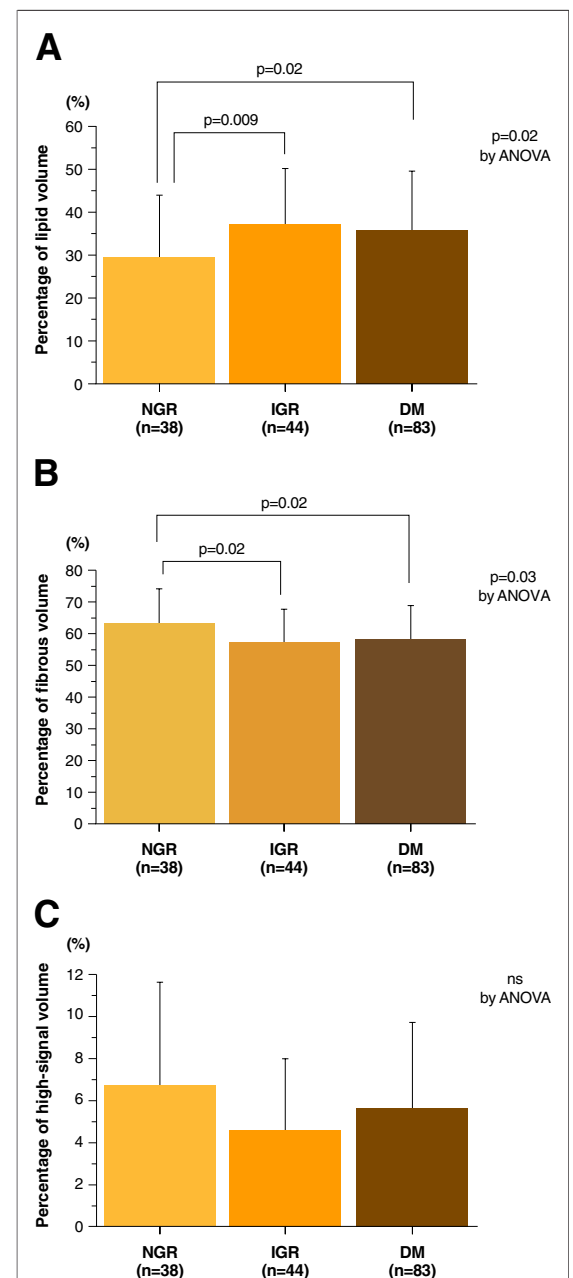 A
p=0.02
(%)
p=0.009
p=0.02
by ANOVA
Percentage of lipid volume
60
50
40
30
20
10
0
NGR
(n=38)
IGR
(n=44)
DM
(n=83)
B
p=0.02
(%)
p=0.02
p=0.03
by ANOVA
Percentage of fibrous volume
80
70
60
50
40
30
20
10
0
NGR
(n=38)
IGR
(n=44)
DM
(n=83)
C
(%)
ns
by ANOVA
Percentage of high-signal volume
12
10
8
6
4
2
0
NGR
(n=38)
IGR
(n=44)
DM
(n=83)